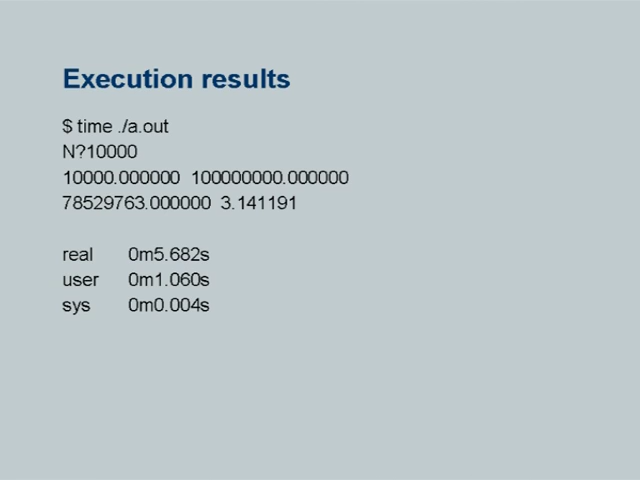 Execution results
$ time ./a.out
N?10000
10000.000000 100000000.000000
78529763.000000 3.141191
real 0m5.682s
user 0m1.060s
sys 0m0.004s